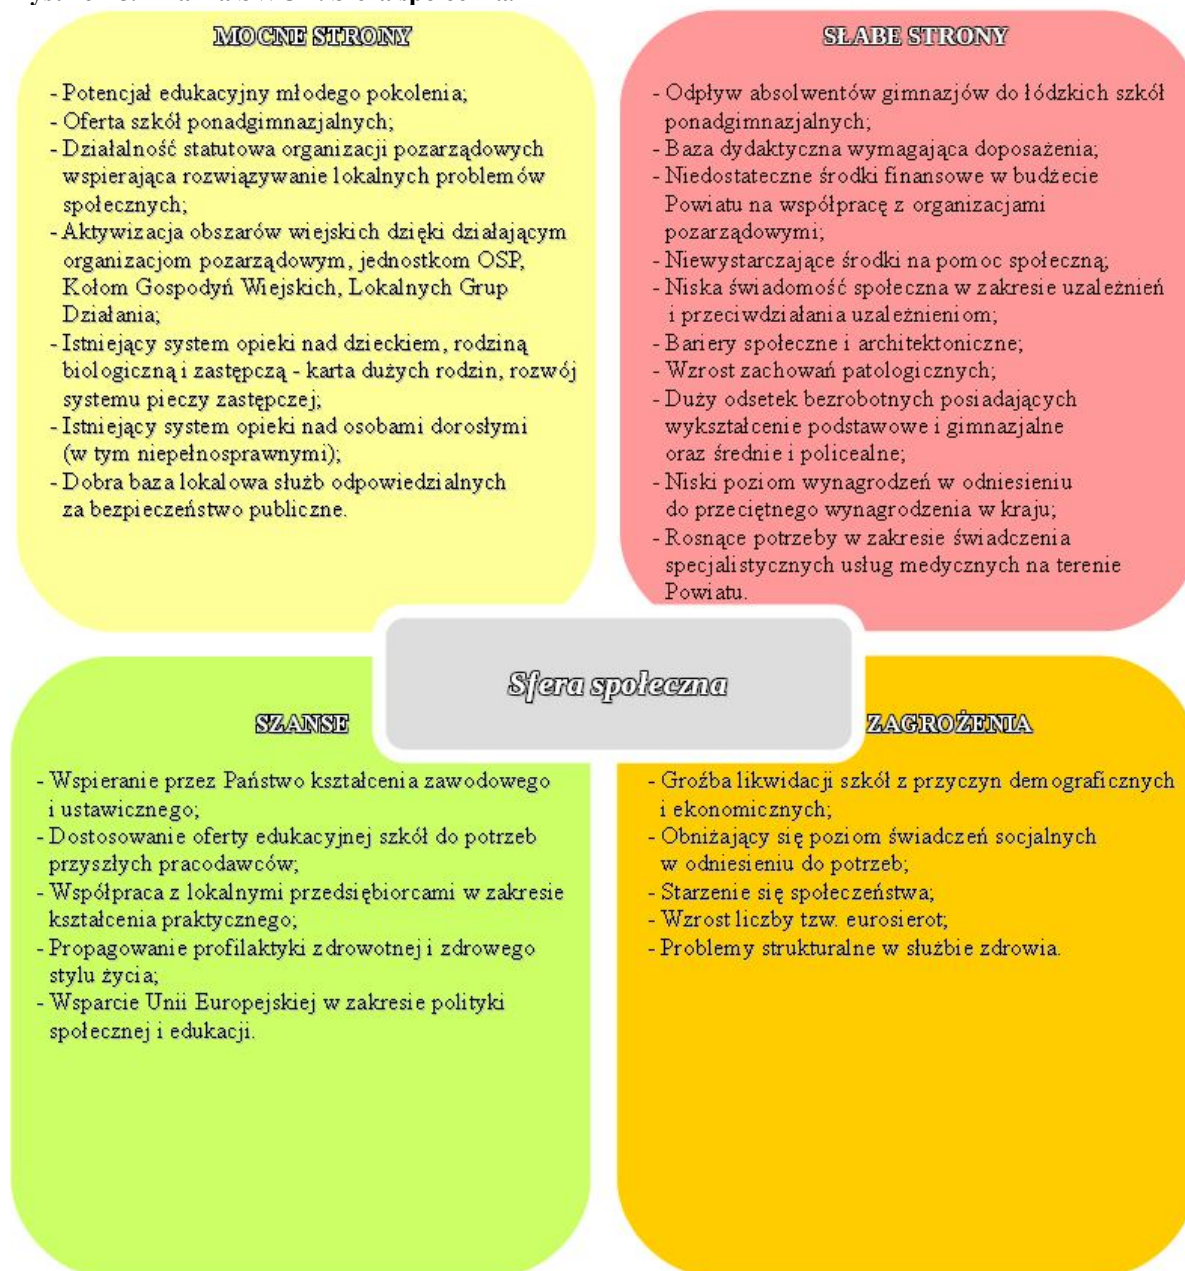 MOCNE STRONY
- Potencjał edukacyjny młodego pokolenia;
- Oferta szkół ponadgimnazjalnych;
- Działalność statutowa organizacji pozarządowych
wspierająca rozwiązywanie lokalnych problemów
społecznych;
- Aktywizacja obszarów wiejskich dzięki działającym
organizacjom pozarządowym, jednostkom OSP,
Kołom Gospodyń Wiejskich, Lokalnych Grup
Działania;
- Istniejący system opieki nad dzieckiem, rodziną
biologiczną i zastępczą - karta dużych rodzin, rozwój
systemu pieczy zastępczej;
- Istniejący system opieki nad osobami dorosłymi
(w tym niepełnosprawnymi);
- Dobra baza lokalowa służb odpowiedzialnych
za bezpieczeństwo publiczne.
SŁABE STRONY
- Odpływ absolwentów gimnazjów do łódzkich szkół
ponadgimnazjalnych;
- Baza dydaktyczna wymagająca doposażenia;
- Niedostateczne środki finansowe w budżecie
Powiatu na współpracę z organizacjami
pozarządowymi;
- Niewystarczające środki na pomoc społeczną;
- Niska świadomość społeczna w zakresie uzależnień
i przeciwdziałania uzależnieniom;
- Bariery społeczne i architektoniczne;
- Wzrost zachowań patologicznych;
- Duży odsetek bezrobotnych posiadających
wykształcenie podstawowe i gimnazjalne
oraz średnie i policealne;
- Niski poziom wynagrodzeń w odniesieniu
do przeciętnego wynagrodzenia w kraju;
- Rosnące potrzeby w zakresie świadczenia
specjalistycznych usług medycznych na terenie
Powiatu.
Sfera społeczna
SZANSE
- Wspieranie przez Państwo kształcenia zawodowego
i ustawicznego;
- Dostosowanie oferty edukacyjnej szkół do potrzeb
przyszłych pracodawców;
- Współpraca z lokalnymi przedsiębiorcami w zakresie
kształcenia praktycznego;
- Propagowanie profilaktyki zdrowotnej i zdrowego
stylu życia;
- Wsparcie Unii Europejskiej w zakresie polityki
społecznej i edukacji.
ZAGROŻENIA
- Groźba likwidacji szkół z przyczyn demograficznych
i ekonomicznych;
- Obniżający się poziom świadczeń socjalnych
w odniesieniu do potrzeb;
- Starzenie się społeczeństwa;
- Wzrost liczby tzw. eurosierot;
- Problemy strukturalne w służbie zdrowia.